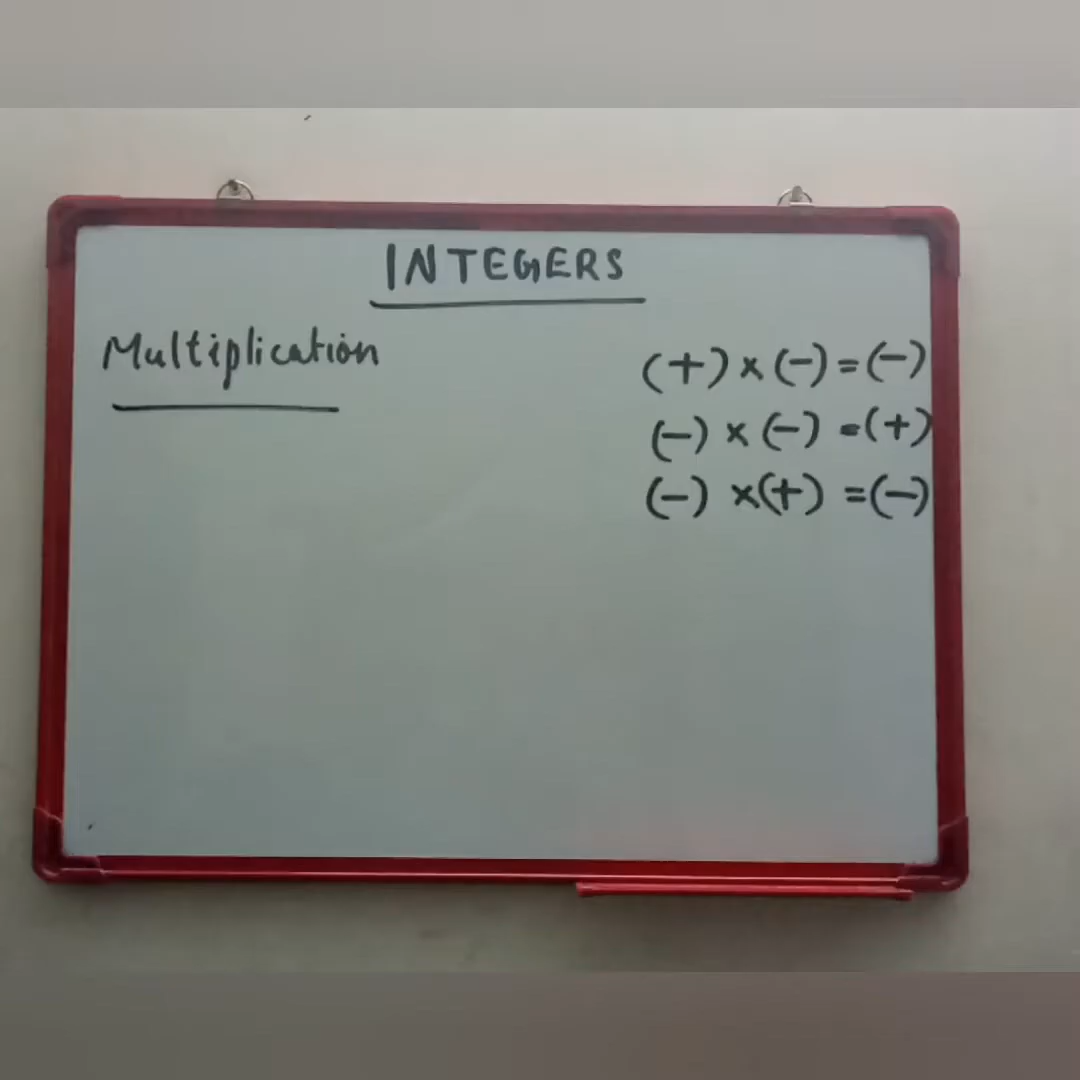 INTEGERS
Multiplication
(+) × (-) = (-)
(-) × (-) = (+)
(-) × (+) = (-)